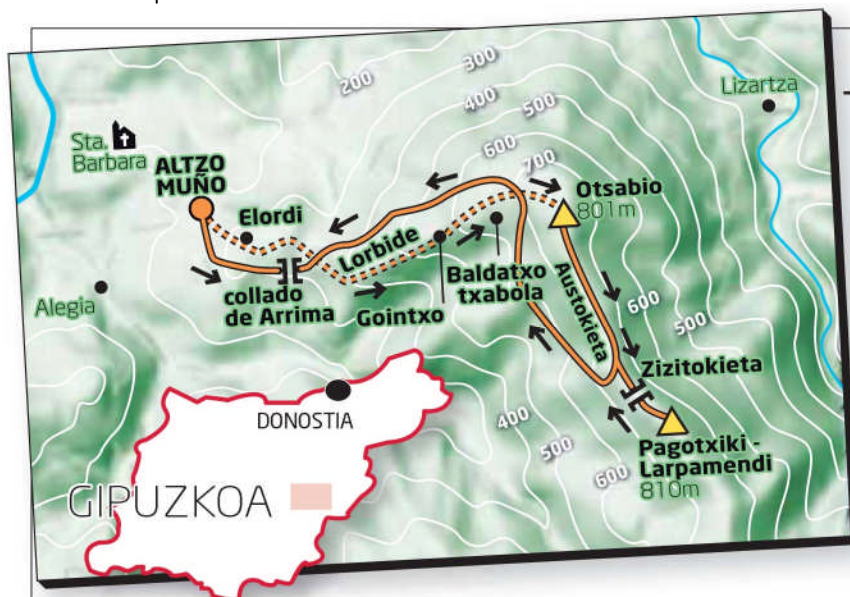 200
300
400
500
600
700
Lizartza
Sta.
Barbara
ALTZO
MUÑO
Elordi
Otsabio
801m
Lorbide
Baldatxo
txabola
collado
de Arrima
Gointxo
Alegia
Austokieta
600
500
Zizitokieta
DONOSTIA
400
500
600
Pagotxiki -
Larpamendi
810m
GIPUZKOA